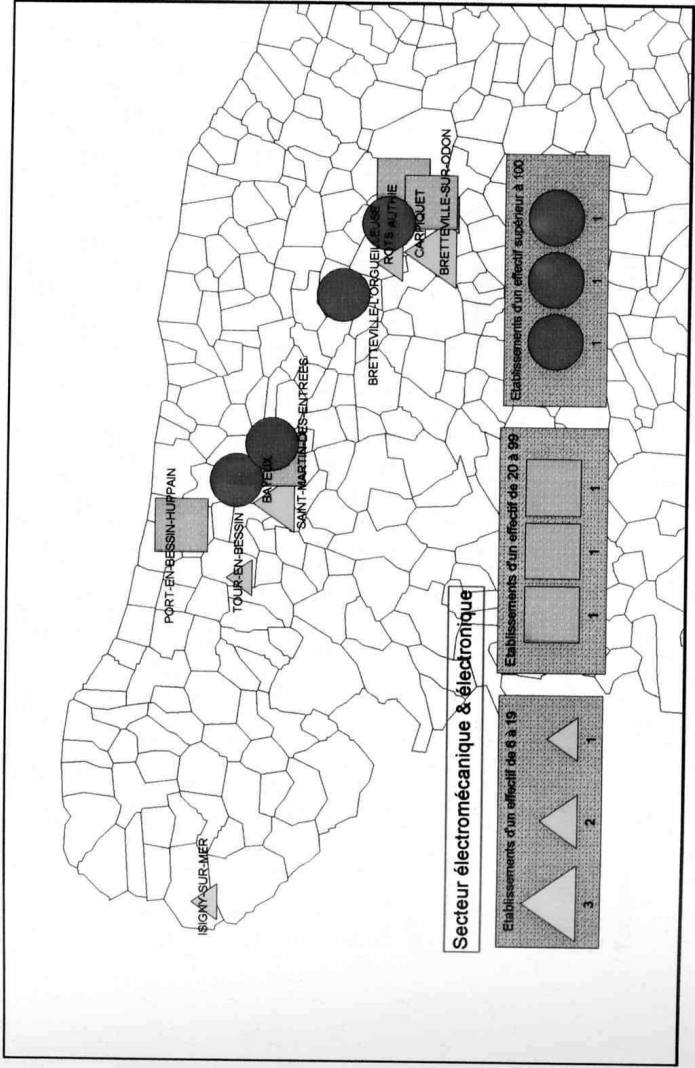 PORT-EN-BESSIN-HUPPAIN
ISIGNY-SUR-MER
TOUR-EN-BESSIN
BAYEUX
SAINT-MARTIN-DES-ENTREES
BRETTEVILLE-L'ORGUEILLEUSE
ROTS AUTHIE
CARPIQUET
BRETTEVILLE-SUR-ODON
Secteur électromécanique & électronique
Etablissements d'un effectif de 6 à 19
3 2 1
Etablissements d'un effectif de 20 à 99
1 1 1
Etablissements d'un effectif supérieur à 100
1 1 1